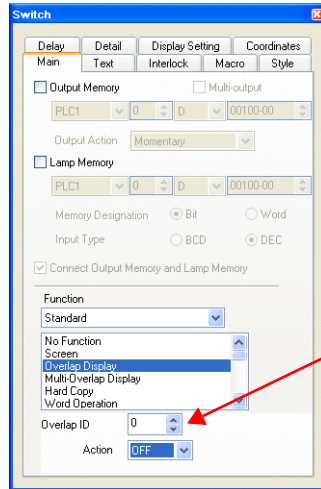 Switch
Delay Detail Display Setting Coordinates
Main Text Interlock Macro Style
Output Memory Multi-output
PLC1 0 D 00100-00
Output Action Momentary
Lamp Memory
PLC1 0 D 00100-00
Memory Designation Bit Word
Input Type BCD DEC
Connect Output Memory and Lamp Memory
Function
Standard
No Function
Screen
Overlap Display
Multi-Overlap Display
Hard Copy
Word Operation
Overlap ID 0
Action OFF